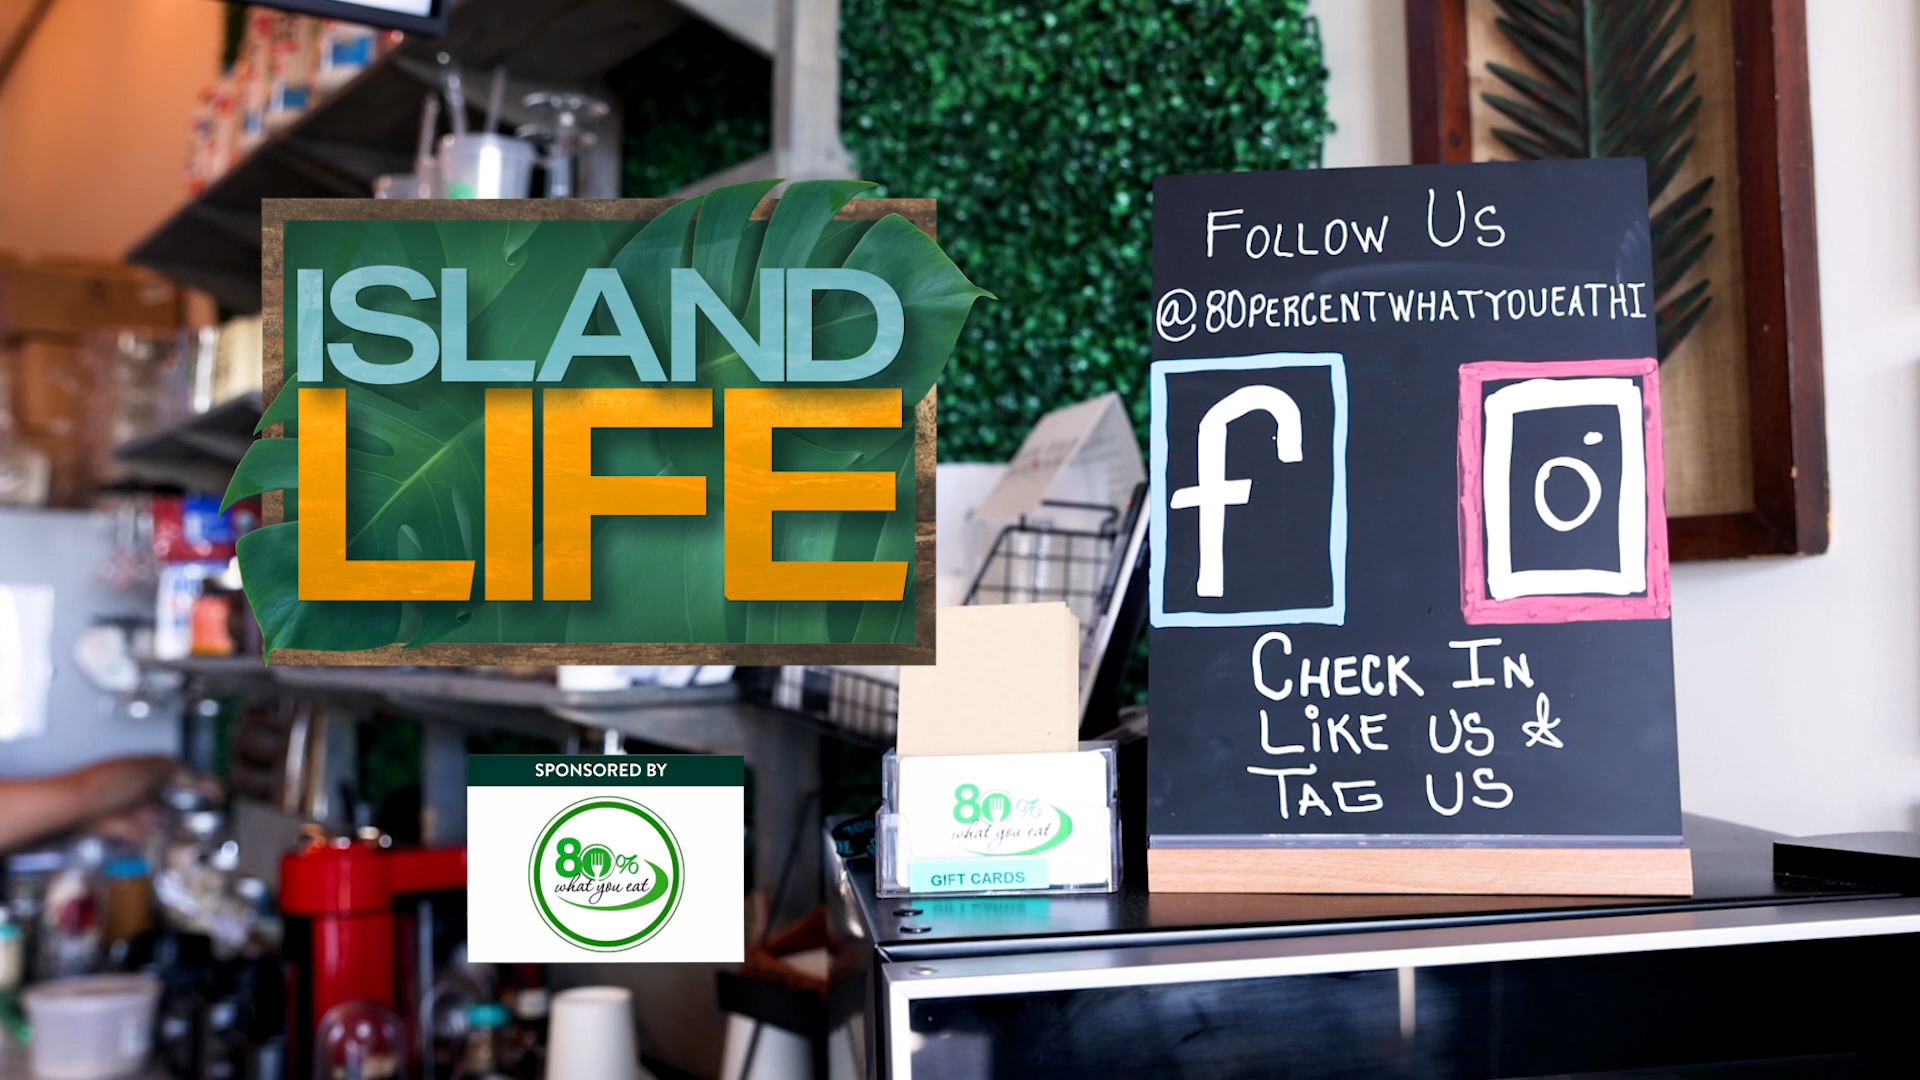 ISLAND
LIFE
SPONSORED BY
80%
what you eat
FOLLOW US
@80PERCENTWHATYOUEATHI
f
CHECK IN
LIKE US &
TAG US
80%
what you eat
GIFT CARDS